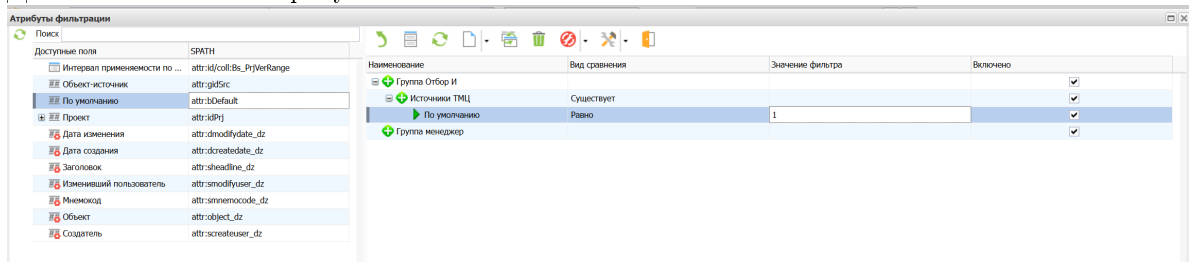 Атрибуты фильтрации
Поиск
Доступные поля SPATH
Интервал применяемости по ... attr:id/coll:Bs_PrjVerRange
Объект-источник attr:gidSrc
По умолчанию attr:bDefault
Проект attr:idPrj
Дата изменения attr:dmodifydate_dz
Дата создания attr:dcreatedate_dz
Заголовок attr:sheadline_dz
Изменивший пользователь attr:smodifyuser_dz
Мнемокод attr:smnemocode_dz
Объект attr:object_dz
Создатель attr:screateuser_dz
Наименование Вид сравнения Значение фильтра Включено
Группа Отбор И
Источники ТМЦ Существует
По умолчанию Равно 1
Группа менеджер